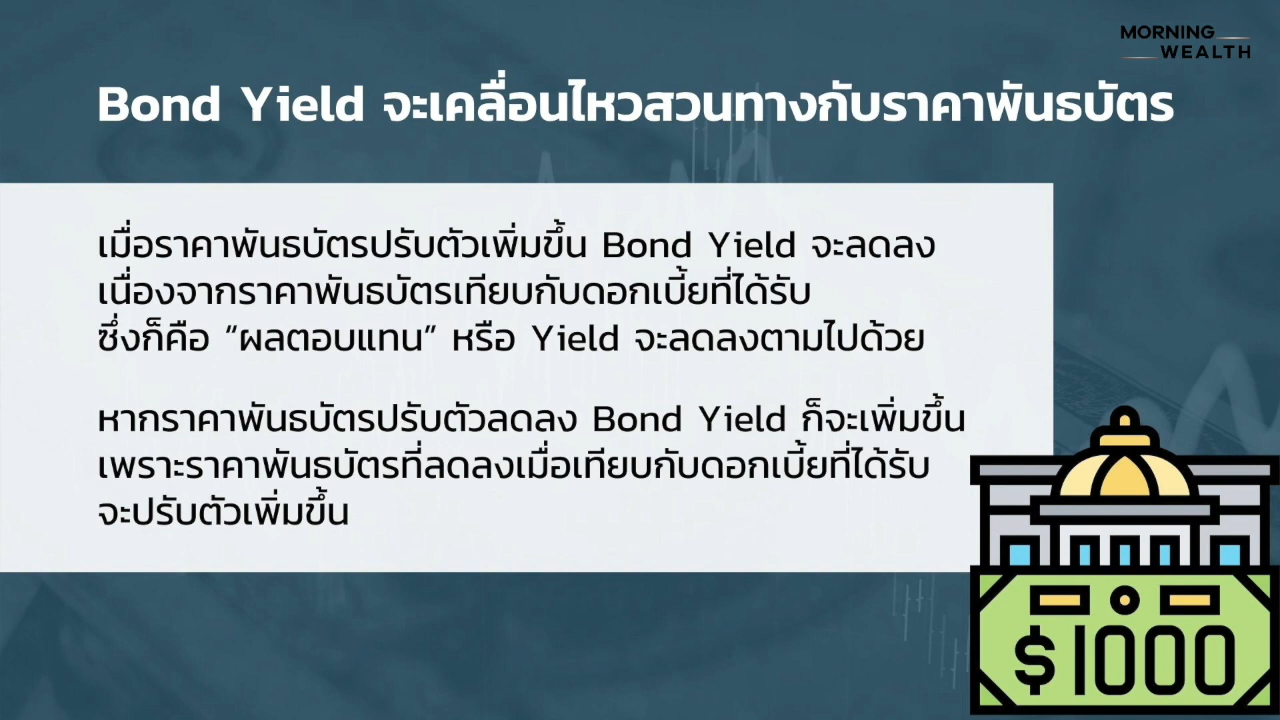 MORNING
WEALTH
Bond Yield จะเคลื่อนไหวสวนทางกับราคาพันธบัตร
เมื่อราคาพันธบัตรปรับตัวเพิ่มขึ้น Bond Yield จะลดลง
เนื่องจากราคาพันธบัตรเทียบกับดอกเบี้ยที่ได้รับ
ซึ่งก็คือ “ผลตอบแทน” หรือ Yield จะลดลงตามไปด้วย
หากราคาพันธบัตรปรับตัวลดลง Bond Yield ก็จะเพิ่มขึ้น
เพราะราคาพันธบัตรที่ลดลงเมื่อเทียบกับดอกเบี้ยที่ได้รับ
จะปรับตัวเพิ่มขึ้น
$1000